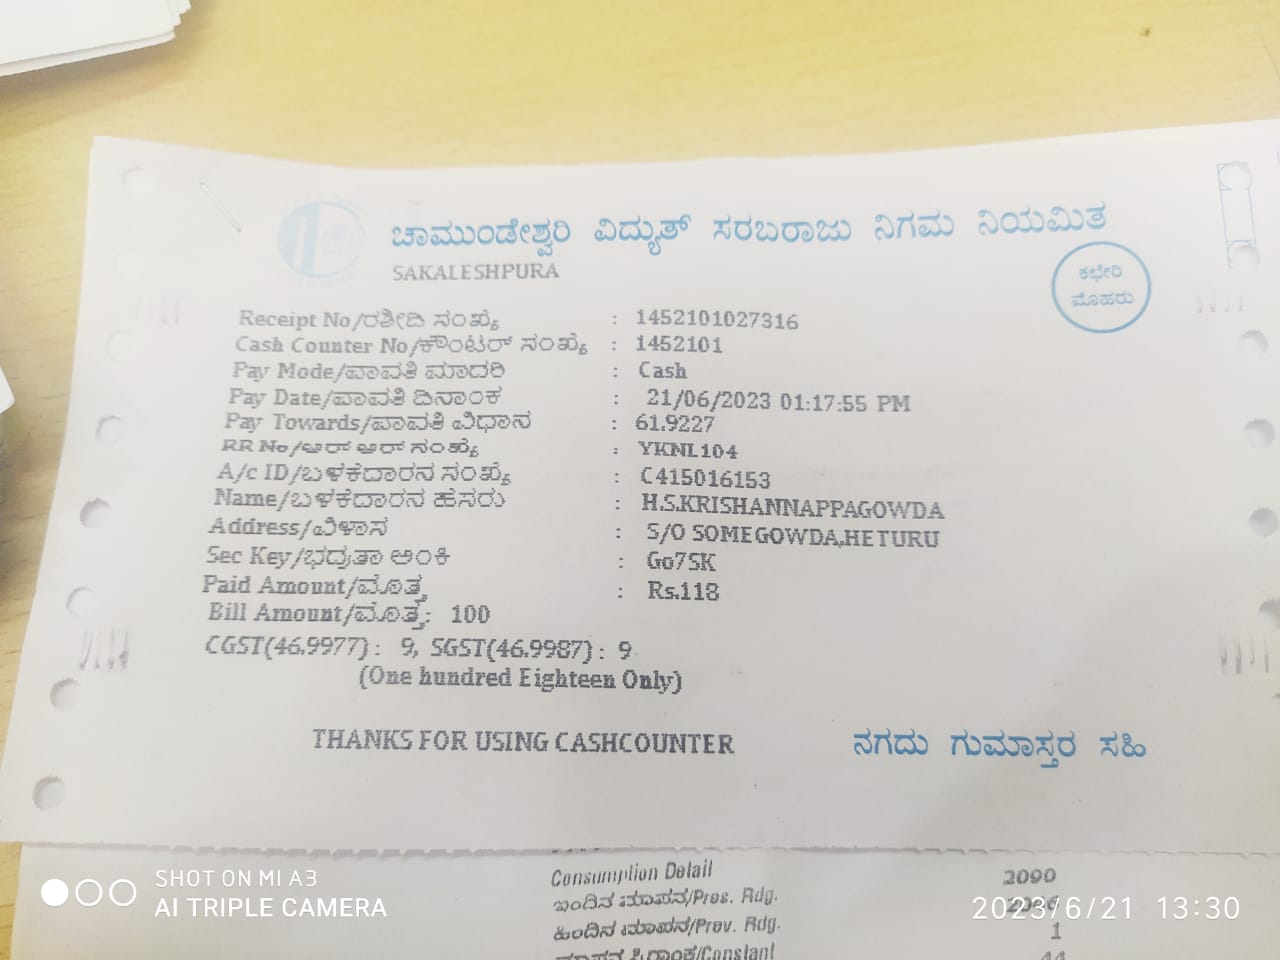 ಚಾಮುಂಡೇಶ್ವರಿ ವಿದ್ಯುತ್ ಸರಬರಾಜು ನಿಗಮ ನಿಯಮಿತ
SAKALESHPURA
ಕಛೇರಿ
ಮೊಹರು
Receipt No/ರಶೀದಿ ಸಂಖ್ಯೆ : 1452101027316
Cash Counter No/ಕೌಂಟರ್ ಸಂಖ್ಯೆ : 1452101
Pay Mode/ಪಾವತಿ ಮಾದರಿ : Cash
Pay Date/ಪಾವತಿ ದಿನಾಂಕ : 21/06/2023 01:17:55 PM
Pay Towards/ಪಾವತಿ ವಿಧಾನ : 61.9227
RR No/ಆರ್ ಆರ್ ಸಂಖ್ಯೆ : YKNL104
A/c ID/ಬಳಕೆದಾರನ ಸಂಖ್ಯೆ : C415016153
Name/ಬಳಕೆದಾರನ ಹೆಸರು : H.S.KRISHANNAPPAGOWDA
Address/ವಿಳಾಸ : S/O SOMEGOWDA,HETURU
Sec Key/ಭದ್ರತಾ ಅಂಕಿ : Go7SK
Paid Amount/ಮೊತ್ತ : Rs.118
Bill Amount/ಮೊತ್ತ: 100
CGST(46.9977) : 9, SGST(46.9987) : 9
(One hundred Eighteen Only)
THANKS FOR USING CASHCOUNTER
ನಗದು ಗುಮಾಸ್ತರ ಸಹಿ
Consumption Detail 2090
ಇಂದಿನ ಮಾಪನ/Pres. Rdg.
ಹಿಂದಿನ ಮಾಪನ/Prev. Rdg. 1
/Constant 44
SHOT ON MI A3
AI TRIPLE CAMERA
2023/6/21 13:30